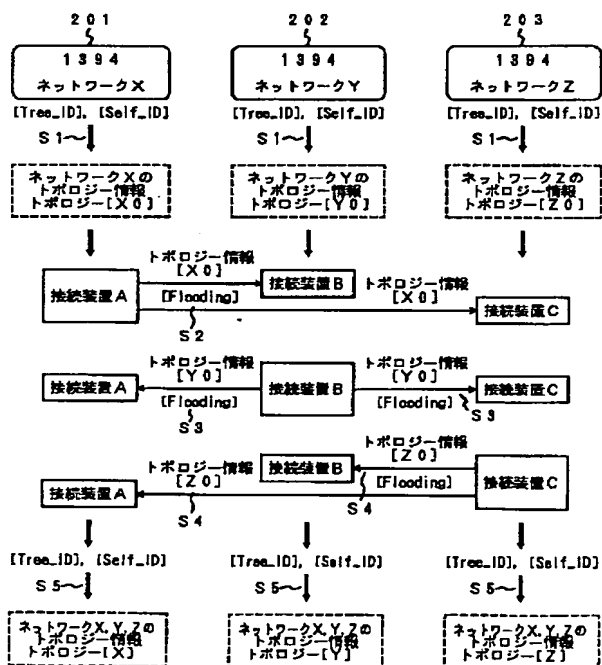 201 202 203
1394 1394 1394
ネットワークX ネットワークY ネットワークZ
[Tree_ID], [Self_ID] [Tree_ID], [Self_ID] [Tree_ID], [Self_ID]
S1〜 S1〜 S1〜
ネットワークXの ネットワークYの ネットワークZの
トポロジー情報 トポロジー情報 トポロジー情報
トポロジー[X0] トポロジー[Y0] トポロジー[Z0]
トポロジー情報
[X0]
接続装置A
[Flooding]
接続装置B
トポロジー情報
[X0]
接続装置C
S2
トポロジー情報 トポロジー情報
[Y0] [Y0]
接続装置A 接続装置B 接続装置C
[Flooding] [Flooding]
S3 S3
トポロジー情報
[Z0]
トポロジー情報
[Z0]
接続装置B
[Flooding]
接続装置C
接続装置A
S4 S4
[Tree_ID], [Self_ID] [Tree_ID], [Self_ID] [Tree_ID], [Self_ID]
S5〜 S5〜 S5〜
ネットワークX,Y,Zの ネットワークX,Y,Zの ネットワークX,Y,Zの
トポロジー情報 トポロジー情報 トポロジー情報
トポロジー[X] トポロジー[Y] トポロジー[Z]